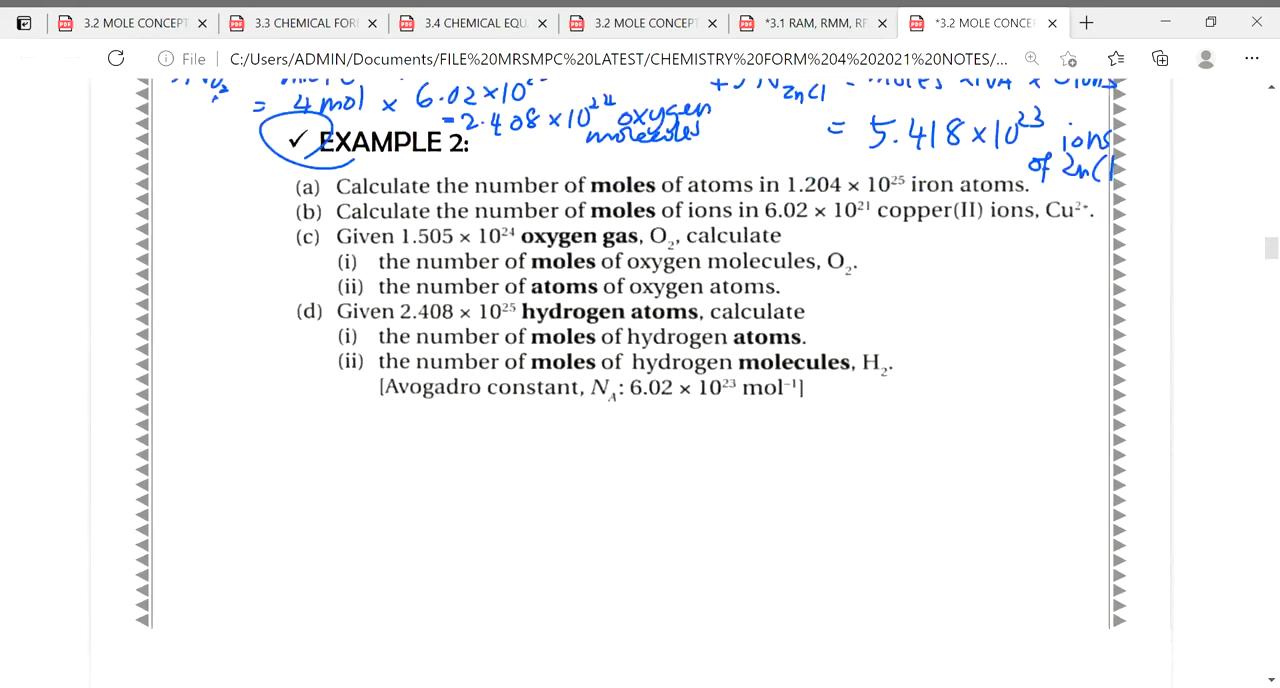 3.2 MOLE CONCEPT
3.3 CHEMICAL FOR
3.4 CHEMICAL EQU
3.2 MOLE CONCEPT
*3.1 RAM, RMM, RF
*3.2 MOLE CONCE
File | C:/Users/ADMIN/Documents/FILE%20MRSMPC%20LATEST/CHEMISTRY%20FORM%204%202021%20NOTES/...
= 4 mol × 6.02×10
= 2.408×10²⁴ oxygen
molecules
= 5.418×10²³ ions
✓ EXAMPLE 2:
(a) Calculate the number of moles of atoms in 1.204 × 10²⁵ iron atoms.
(b) Calculate the number of moles of ions in 6.02 × 10²¹ copper(II) ions, Cu²⁺.
(c) Given 1.505 × 10²⁴ oxygen gas, O₂, calculate
(i) the number of moles of oxygen molecules, O₂.
(ii) the number of atoms of oxygen atoms.
(d) Given 2.408 × 10²⁵ hydrogen atoms, calculate
(i) the number of moles of hydrogen atoms.
(ii) the number of moles of hydrogen molecules, H₂.
[Avogadro constant, N_A: 6.02 × 10²³ mol⁻¹]